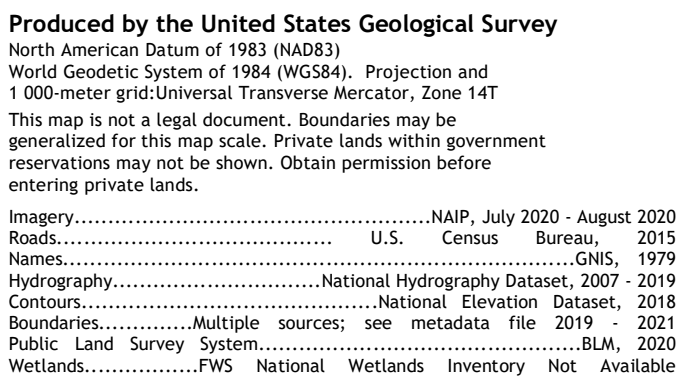 Produced by the United States Geological Survey
North American Datum of 1983 (NAD83)
World Geodetic System of 1984 (WGS84).  Projection and
1 000-meter grid:Universal Transverse Mercator, Zone 14T
This map is not a legal document. Boundaries may be
generalized for this map scale. Private lands within government
reservations may not be shown. Obtain permission before
entering private lands.
Imagery.....................................................NAIP, July 2020 - August 2020
Roads......................................... U.S. Census Bureau, 2015
Names............................................................................GNIS, 1979
Hydrography...............................National Hydrography Dataset, 2007 - 2019
Contours............................................National Elevation Dataset, 2018
Boundaries..............Multiple sources; see metadata file 2019 - 2021
Public Land Survey System................................................BLM, 2020
Wetlands.................FWS National Wetlands Inventory Not Available